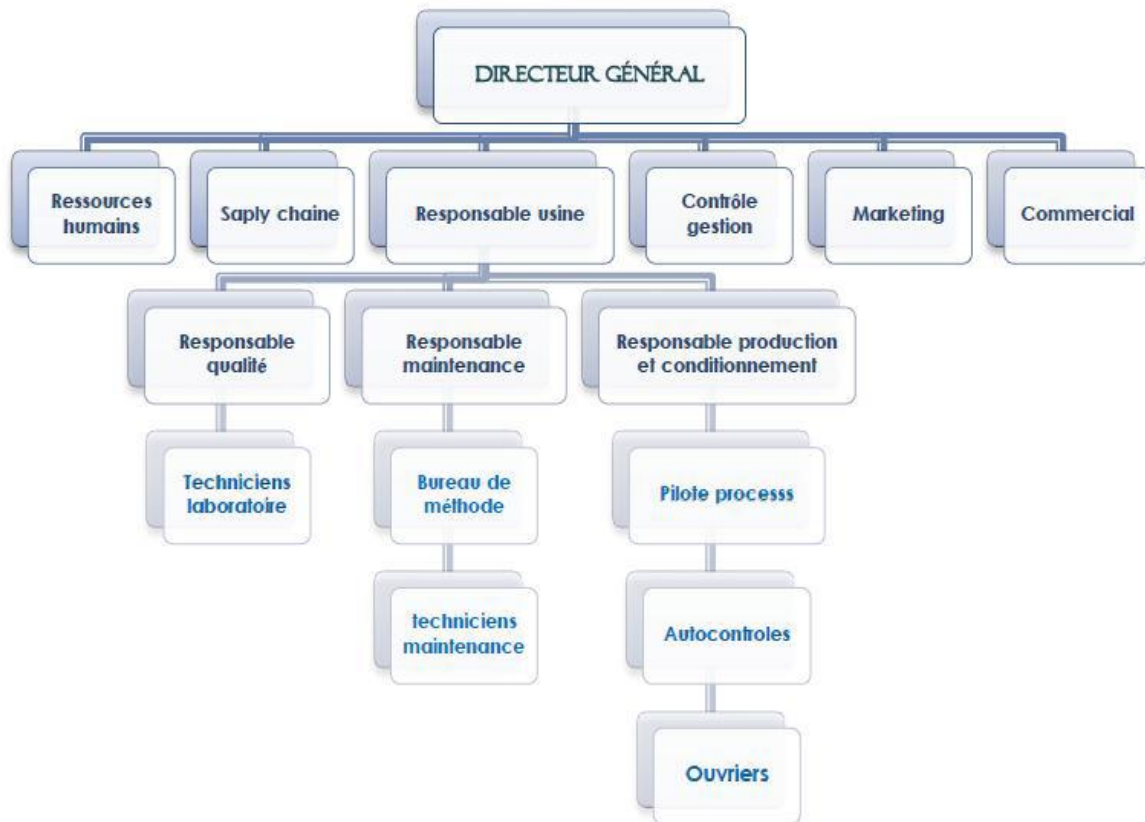 DIRECTEUR GÉNÉRAL
Ressources
humains
Saply chaine
Responsable usine
Contrôle
gestion
Marketing
Commercial
Responsable
qualité
Responsable
maintenance
Responsable production
et conditionnement
Techniciens
laboratoire
Bureau de
méthode
Pilote processs
techniciens
maintenance
Autocontroles
Ouvriers